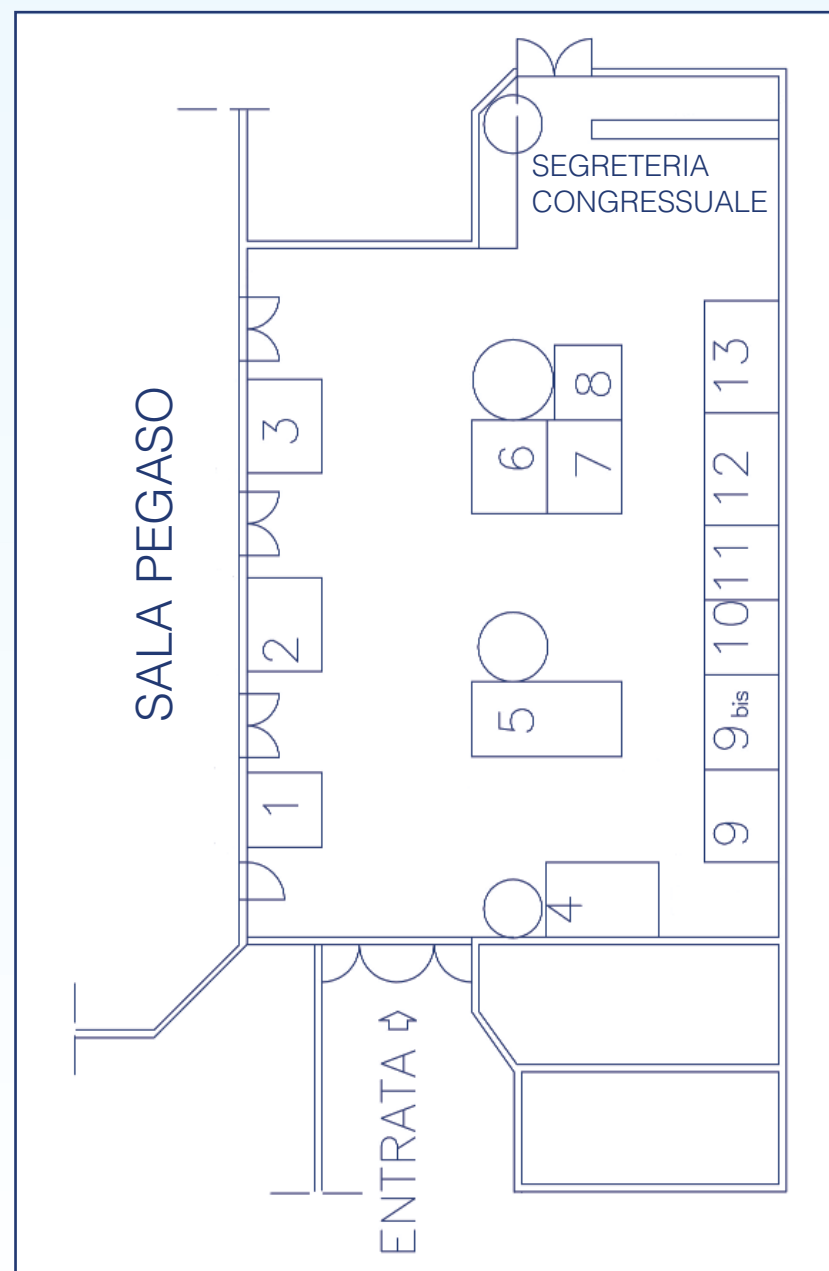 SEGRETERIA
CONGRESSUALE
SALA PEGASO
3
2
1
8
6
7
5
4
13
12
11
10
9 bis
9
ENTRATA